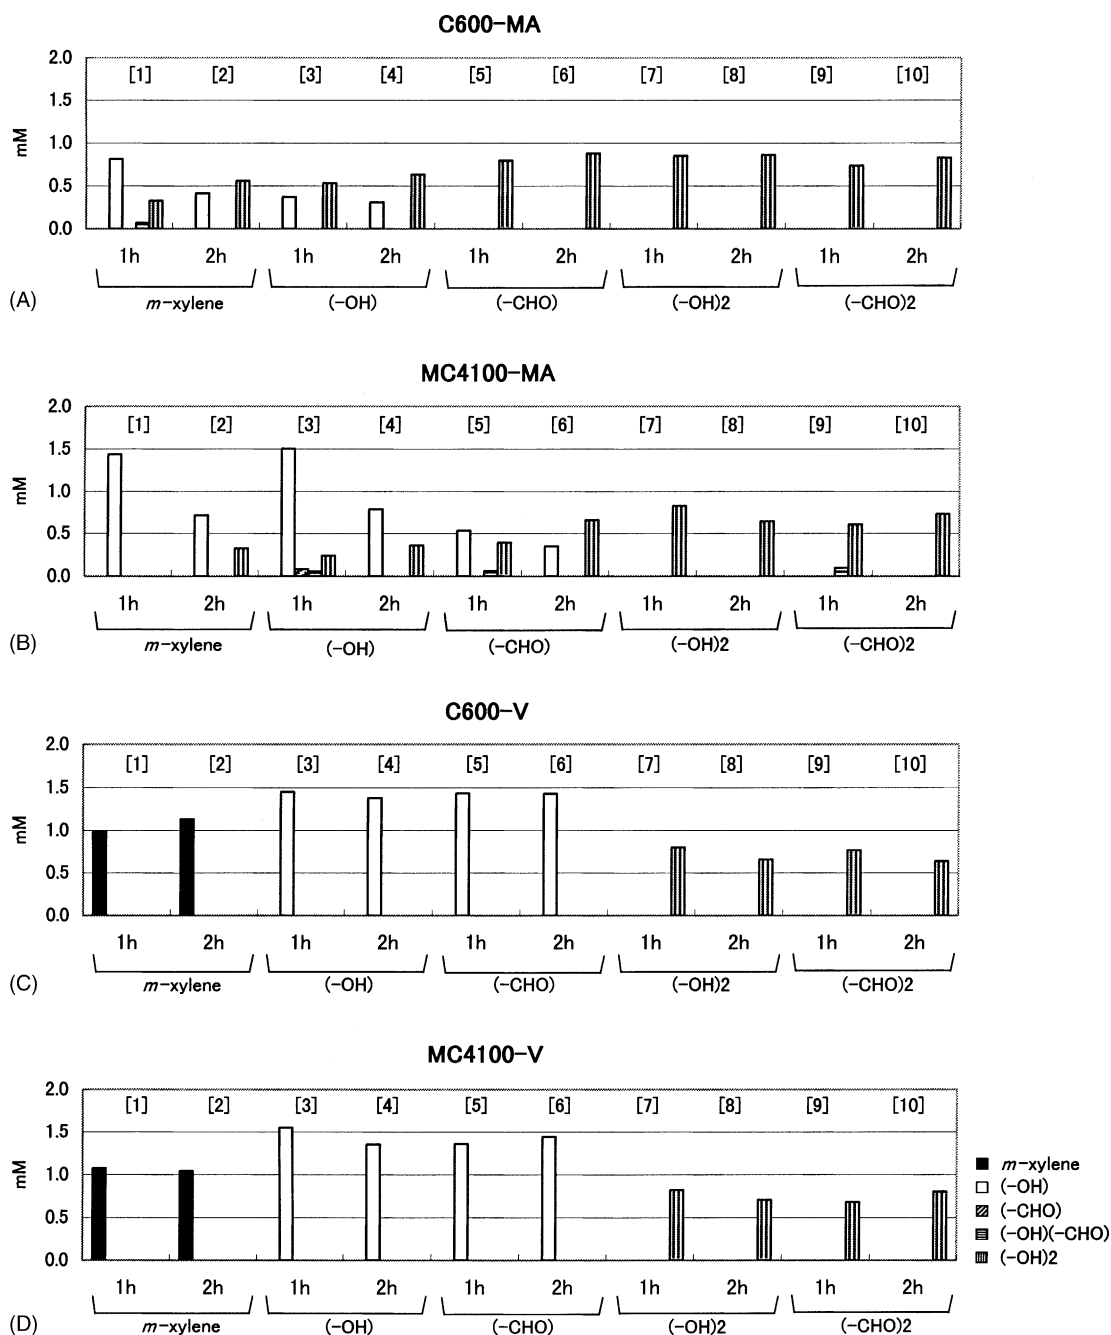 C600-MA
2.0
[1] [2] [3] [4] [5] [6] [7] [8] [9] [10]
1.5
mM
1.0
0.5
0.0
1h 2h 1h 2h 1h 2h 1h 2h 1h 2h
(A) m-xylene (-OH) (-CHO) (-OH)2 (-CHO)2
MC4100-MA
2.0
[1] [2] [3] [4] [5] [6] [7] [8] [9] [10]
1.5
mM
1.0
0.5
0.0
1h 2h 1h 2h 1h 2h 1h 2h 1h 2h
(B) m-xylene (-OH) (-CHO) (-OH)2 (-CHO)2
C600-V
2.0
[1] [2] [3] [4] [5] [6] [7] [8] [9] [10]
1.5
mM
1.0
0.5
0.0
1h 2h 1h 2h 1h 2h 1h 2h 1h 2h
(C) m-xylene (-OH) (-CHO) (-OH)2 (-CHO)2
MC4100-V
2.0
[1] [2] [3] [4] [5] [6] [7] [8] [9] [10]
1.5
mM
1.0
0.5
0.0
1h 2h 1h 2h 1h 2h 1h 2h 1h 2h
(D) m-xylene (-OH) (-CHO) (-OH)2 (-CHO)2
m-xylene
(-OH)
(-CHO)
(-OH)(-CHO)
(-OH)2